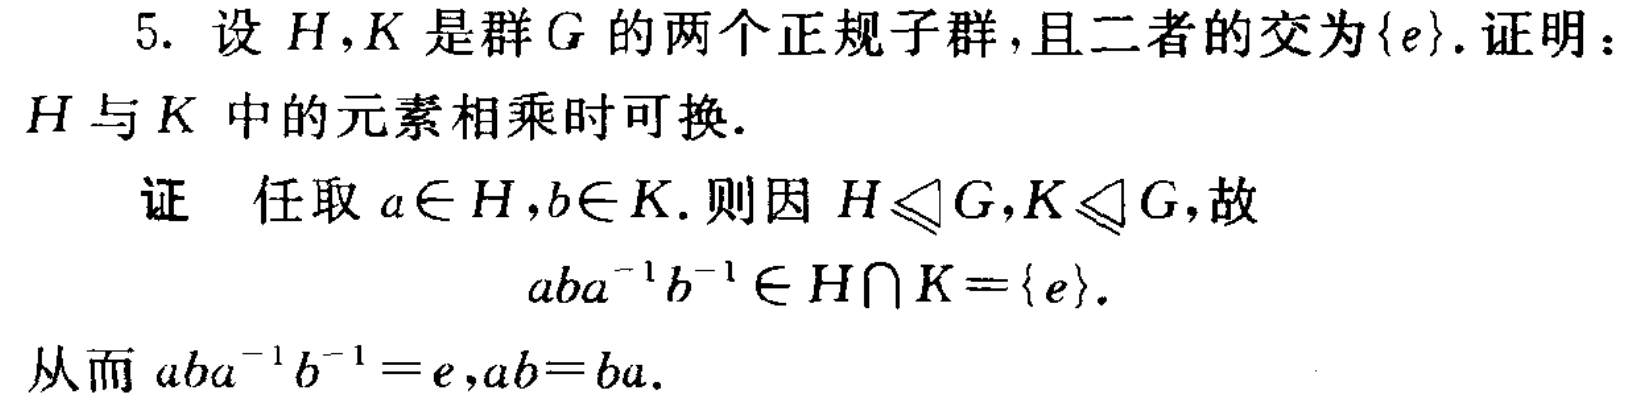 5. 设 H,K 是群 G 的两个正规子群,且二者的交为{e}.证明:
H 与 K 中的元素相乘时可换.
证 任取 a∈H,b∈K.则因 H⊴G,K⊴G,故
aba⁻¹b⁻¹∈H∩K={e}.
从而 aba⁻¹b⁻¹=e,ab=ba.